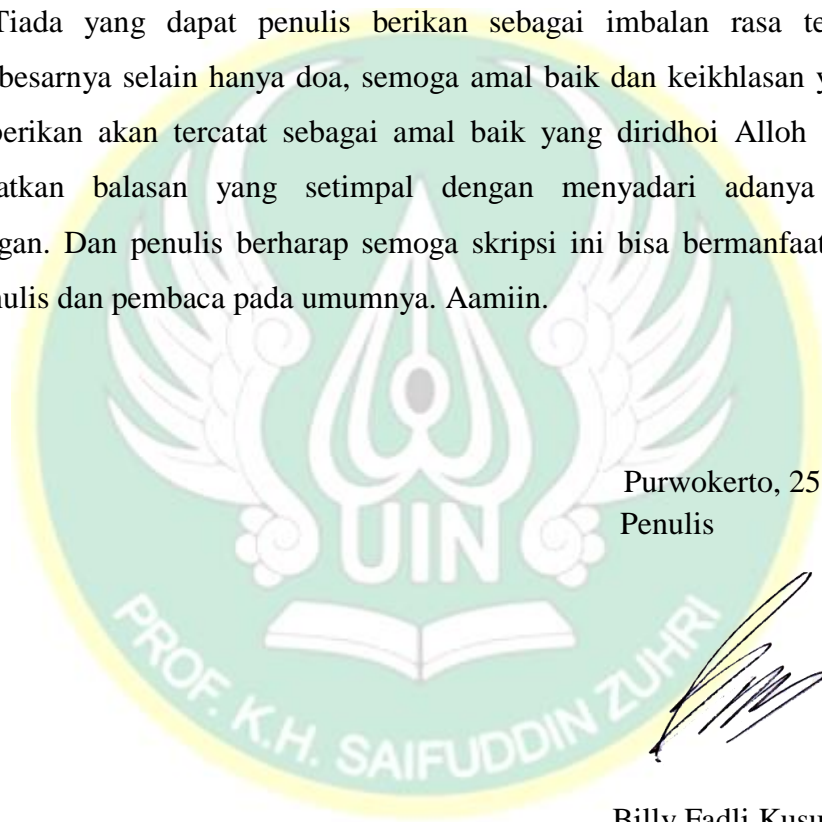 Tiada yang dapat penulis berikan sebagai imbalan rasa te
besarnya selain hanya doa, semoga amal baik dan keikhlasan y
perikan akan tercatat sebagai amal baik yang diridhoi Alloh
atkan balasan yang setimpal dengan menyadari adanya
gan. Dan penulis berharap semoga skripsi ini bisa bermanfaat
nulis dan pembaca pada umumnya. Aamiin.
Purwokerto, 25
Penulis
UIN
PROF. K.H. SAIFUDDIN ZUHRI
Billy Fadli Kusu